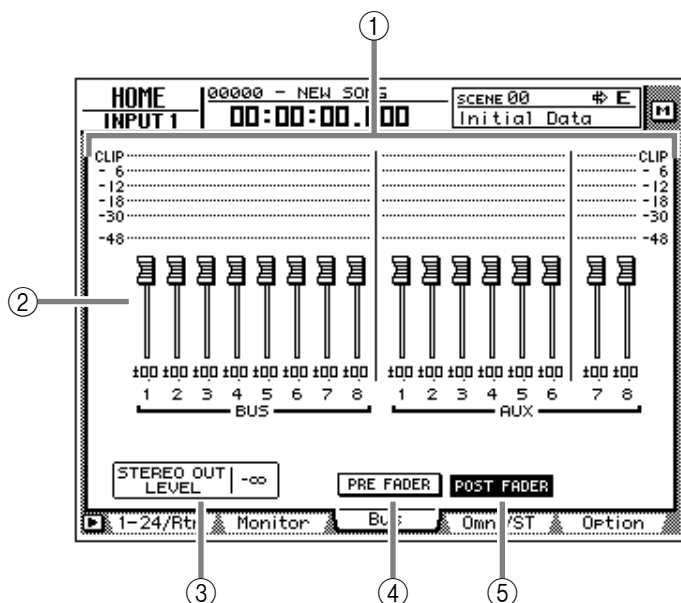 ①
HOME
00000 - NEW SONG
SCENE 00 E
M
INPUT 1
00:00:00.000
Initial Data
CLIP CLIP
- 6 - 6
-12 -12
-18 -18
-30 -30
-48 -48
②
±00 ±00 ±00 ±00 ±00 ±00 ±00 ±00 ±00 ±00 ±00 ±00 ±00 ±00 ±00 ±00
1 2 3 4 5 6 7 8 1 2 3 4 5 6 7 8
BUS AUX
STEREO OUT
LEVEL
-∞
PRE FADER
POST FADER
1-24/Rtn Monitor Bus Omni/ST Option
③ ④ ⑤